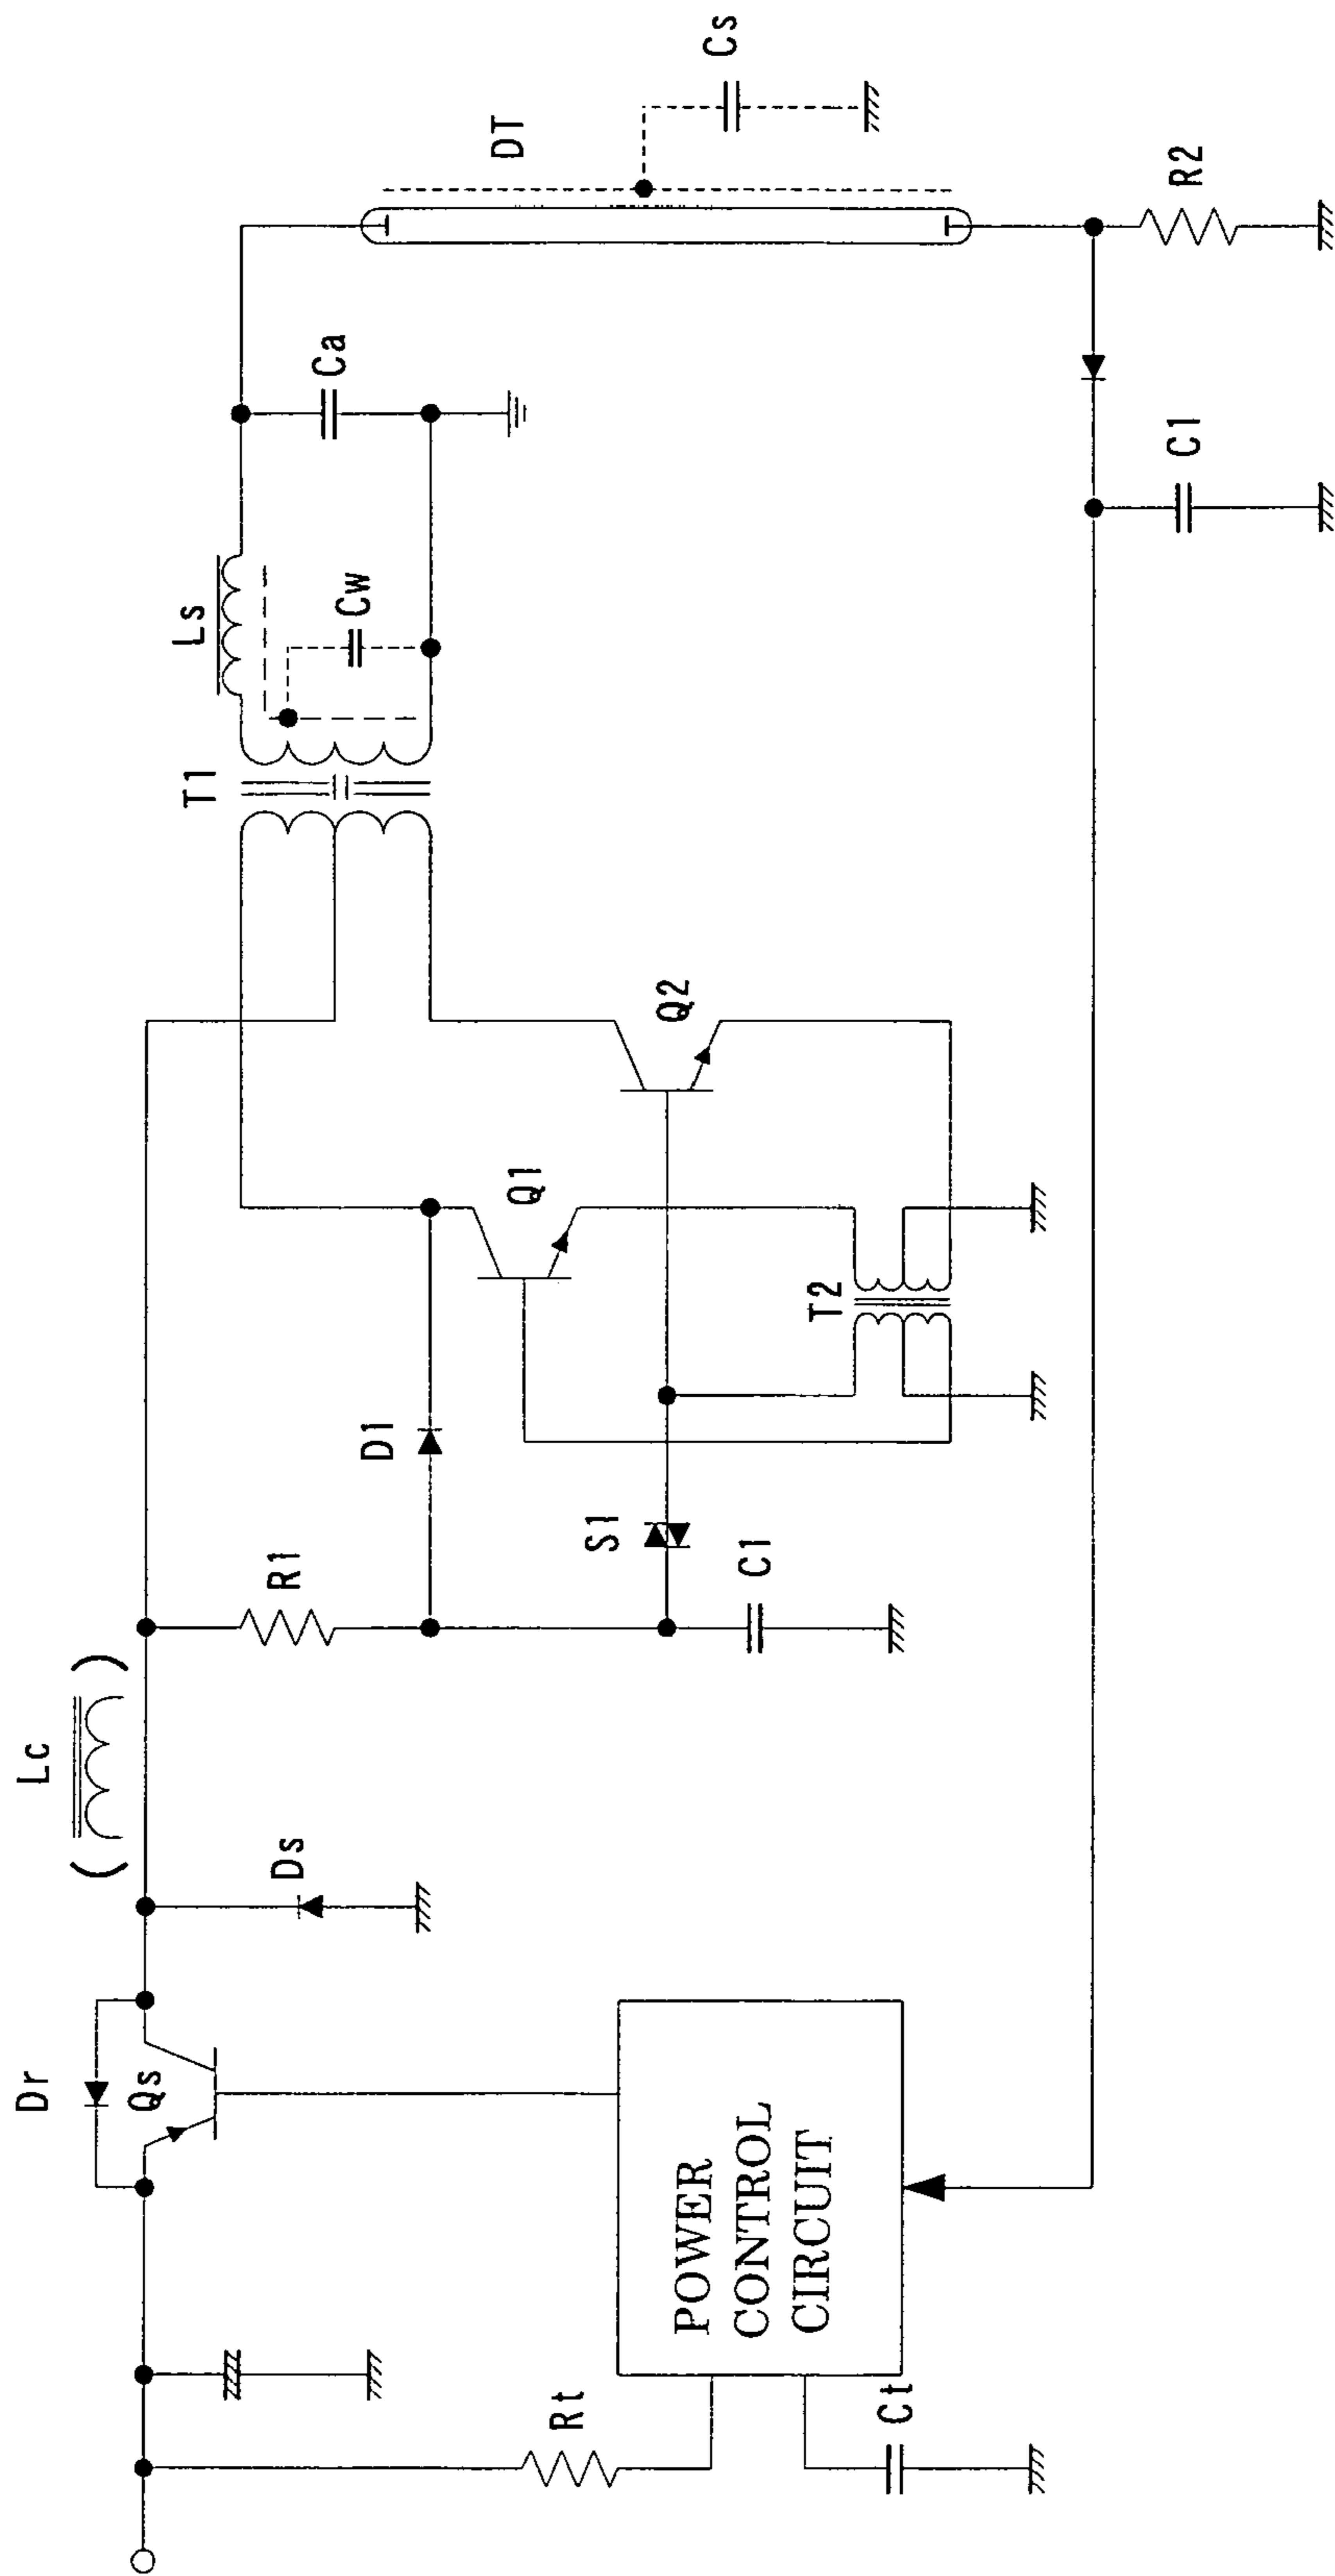 Dr
Qs
Lc
( )
Ds
R1
D1
S1
C1
Q1
Q2
T2
T1
Ls
Cw
Ca
DT
Cs
R2
C1
Rt
Ct
POWER
CONTROL
CIRCUIT